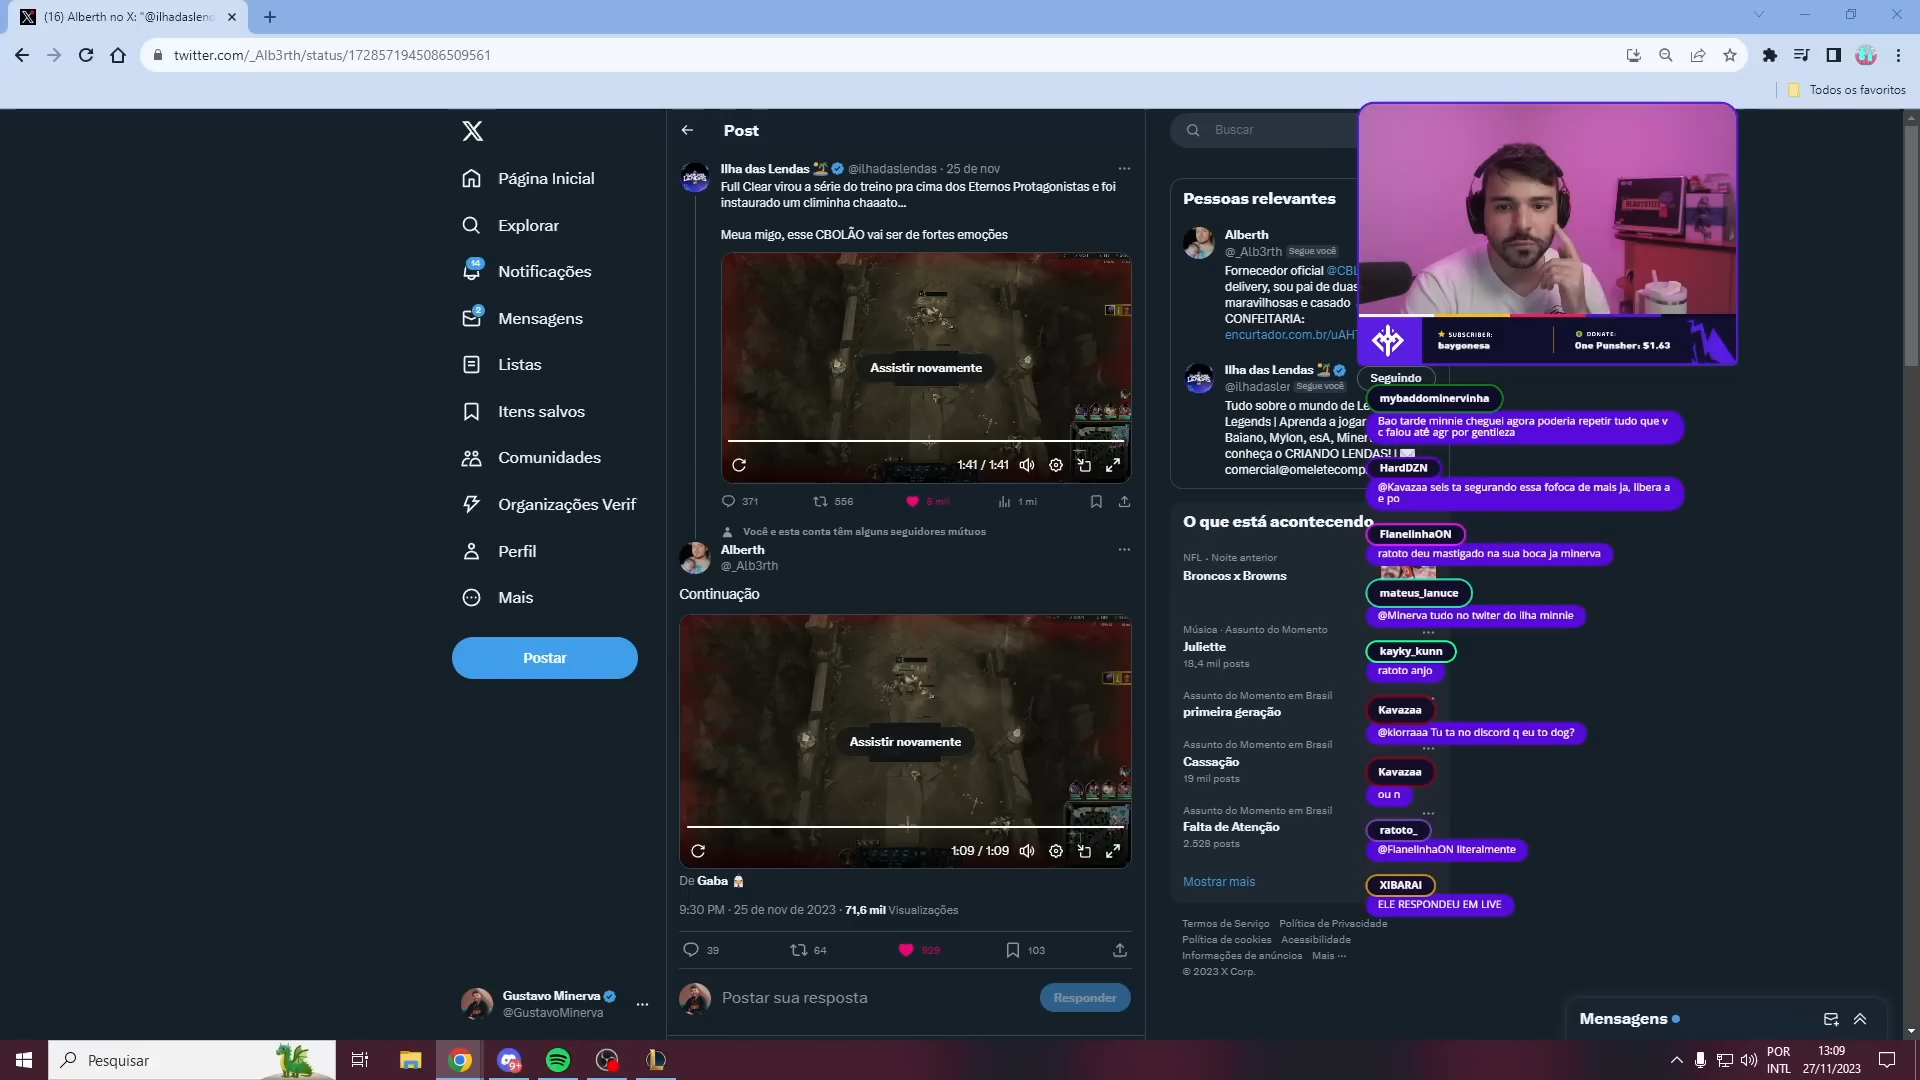 (16) Alberth no X: "@ilhadaslend
twitter.com/_Alb3rth/status/1728571945086509561
Todos os favoritos
Página Inicial
Explorar
14
Notificações
2
Mensagens
Listas
Itens salvos
Comunidades
Organizações Verif
Perfil
Mais
Postar
Gustavo Minerva
@GustavoMinerva
Post
Ilha das Lendas @ilhadaslendas · 25 de nov
Full Clear virou a série do treino pra cima dos Eternos Protagonistas e foi
instaurado um climinha chaaato...
Meua migo, esse CBOLÃO vai ser de fortes emoções
Assistir novamente
1:41 / 1:41
371
556
6 mil
1 mi
Você e esta conta têm alguns seguidores mútuos
Alberth
@_Alb3rth
Continuação
Assistir novamente
1:09 / 1:09
De Gaba
9:30 PM · 25 de nov de 2023 · 71,6 mil Visualizações
39
64
929
103
Postar sua resposta
Responder
Buscar
Pessoas relevantes
Alberth
@_Alb3rth Segue você
Fornecedor oficial @CBL
delivery, sou pai de duas
maravilhosas e casado
CONFEITARIA:
encurtador.com.br/uAH
Ilha das Lendas
@ilhadasler Segue você
Seguindo
Tudo sobre o mundo de Le
Legends | Aprenda a jogar
Baiano, Mylon, esA, Miner
conheça o CRIANDO LENDAS! |
comercial@omeletecomp
O que está acontecendo
NFL · Noite anterior
Broncos x Browns
Música · Assunto do Momento
Juliette
18,4 mil posts
Assunto do Momento em Brasil
primeira geração
Assunto do Momento em Brasil
Cassação
19 mil posts
Assunto do Momento em Brasil
Falta de Atenção
2.528 posts
Mostrar mais
Termos de Serviço Política de Privacidade
Política de cookies Acessibilidade
Informações de anúncios Mais ···
© 2023 X Corp.
SUBSCRIBER:
baygonesa
DONATE:
One Punsher: $1.63
mybaddominervinha
Bao tarde minnie cheguei agora poderia repetir tudo que v
c falou até agr por gentileza
HardDZN
@Kavazaa seis ta segurando essa fofoca de mais ja, libera a
e po
FlanelinhaON
ratoto deu mastigado na sua boca ja minerva
mateus_lanuce
@Minerva tudo no twiter do ilha minnie
kayky_kunn
ratoto anjo
Kavazaa
@kiorraaa Tu ta no discord q eu to dog?
Kavazaa
ou n
ratoto_
@FlanelinhaON literalmente
XIBARAI
ELE RESPONDEU EM LIVE
Mensagens
Pesquisar
9+
POR
INTL
13:09
27/11/2023